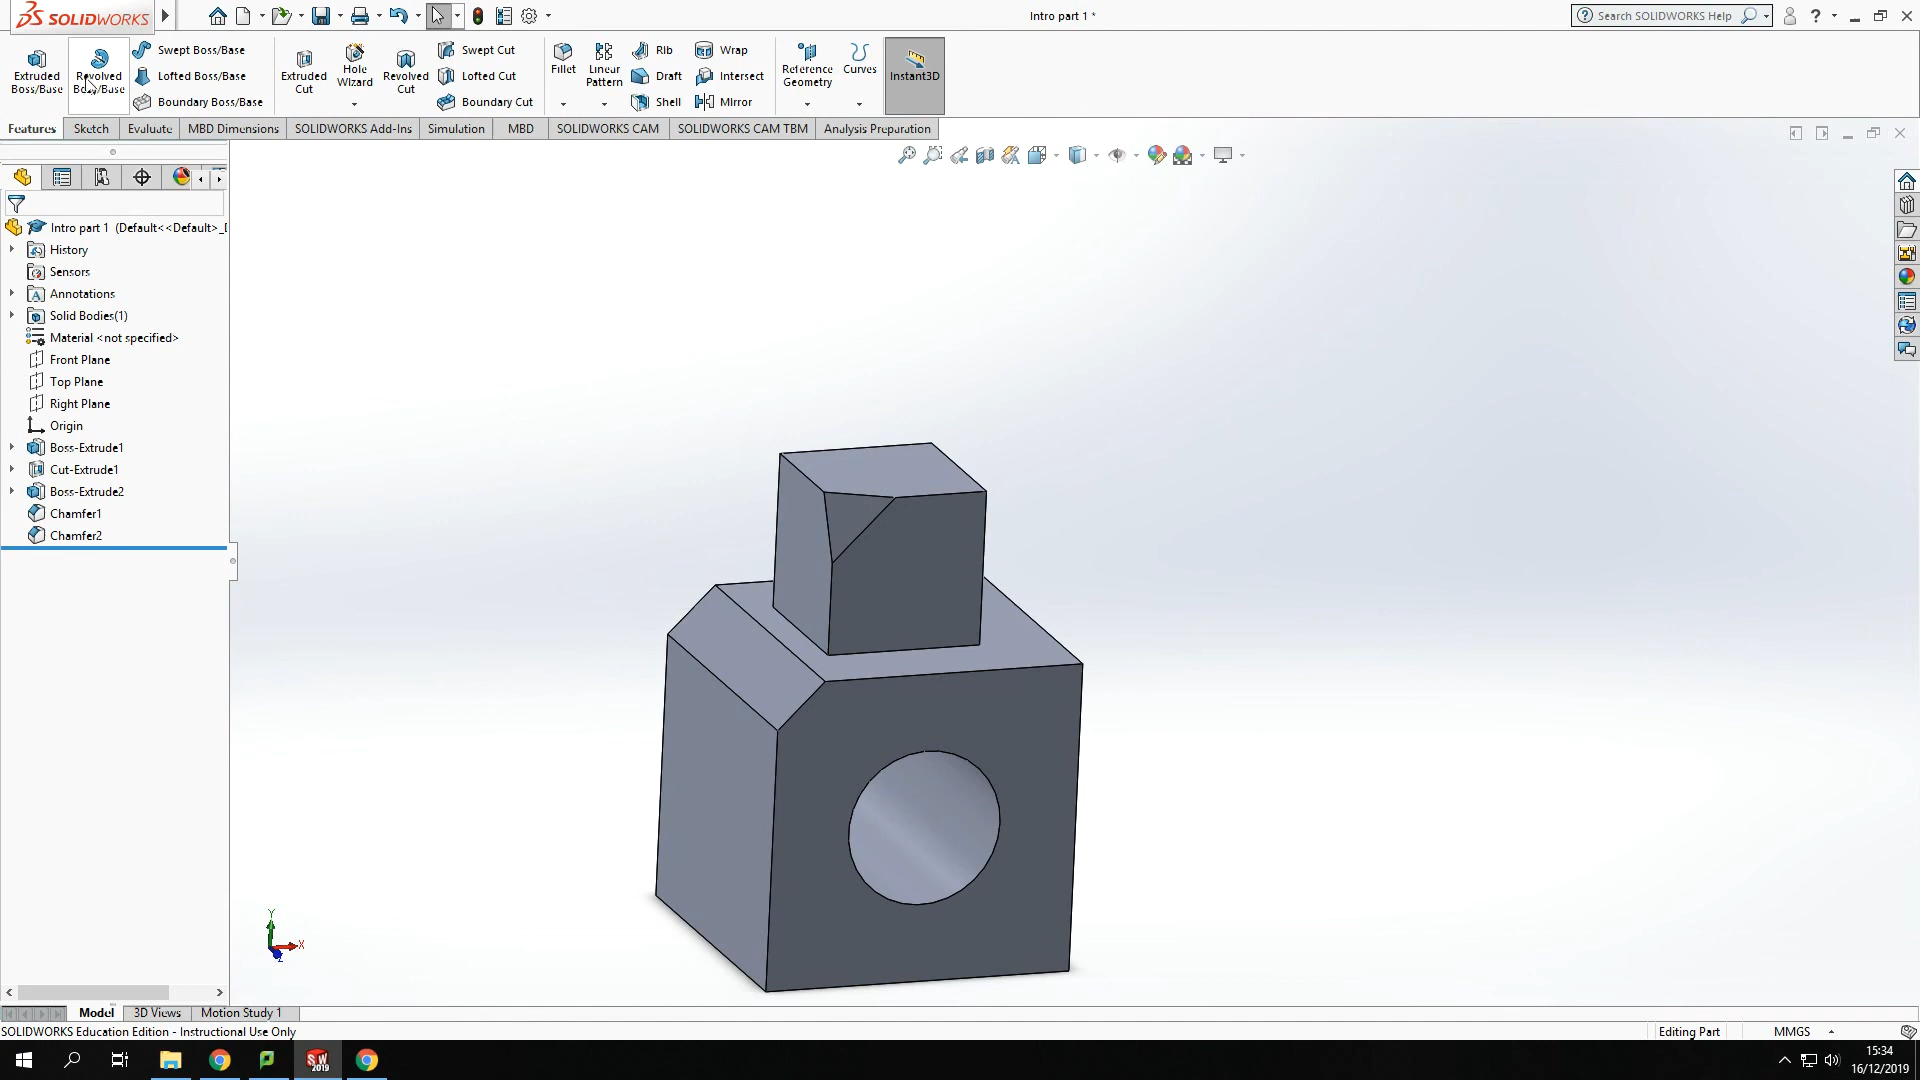 SOLIDWORKS
Intro part 1 *
Search SOLIDWORKS Help
?
Extruded Boss/Base
Revolved Boss/Base
Swept Boss/Base
Lofted Boss/Base
Boundary Boss/Base
Extruded Cut
Hole Wizard
Revolved Cut
Swept Cut
Lofted Cut
Boundary Cut
Fillet
Linear Pattern
Rib
Draft
Shell
Wrap
Intersect
Mirror
Reference Geometry
Curves
Instant3D
Features
Sketch
Evaluate
MBD Dimensions
SOLIDWORKS Add-Ins
Simulation
MBD
SOLIDWORKS CAM
SOLIDWORKS CAM TBM
Analysis Preparation
Intro part 1 (Default<<Default>_
History
Sensors
Annotations
Solid Bodies(1)
Material <not specified>
Front Plane
Top Plane
Right Plane
Origin
Boss-Extrude1
Cut-Extrude1
Boss-Extrude2
Chamfer1
Chamfer2
Y
X
Z
Model
3D Views
Motion Study 1
SOLIDWORKS Education Edition - Instructional Use Only
Editing Part
MMGS
SW 2019
15:34
16/12/2019